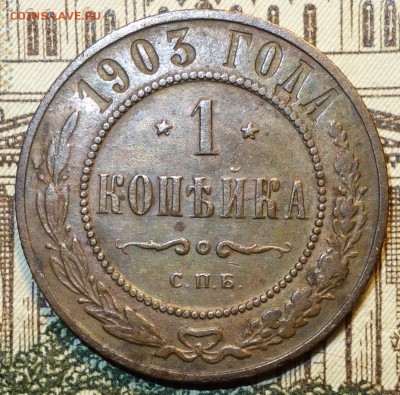 COINSSLAVE.RU
1903 ГОДА
1
КОПѢЙКА
С.П.Б.